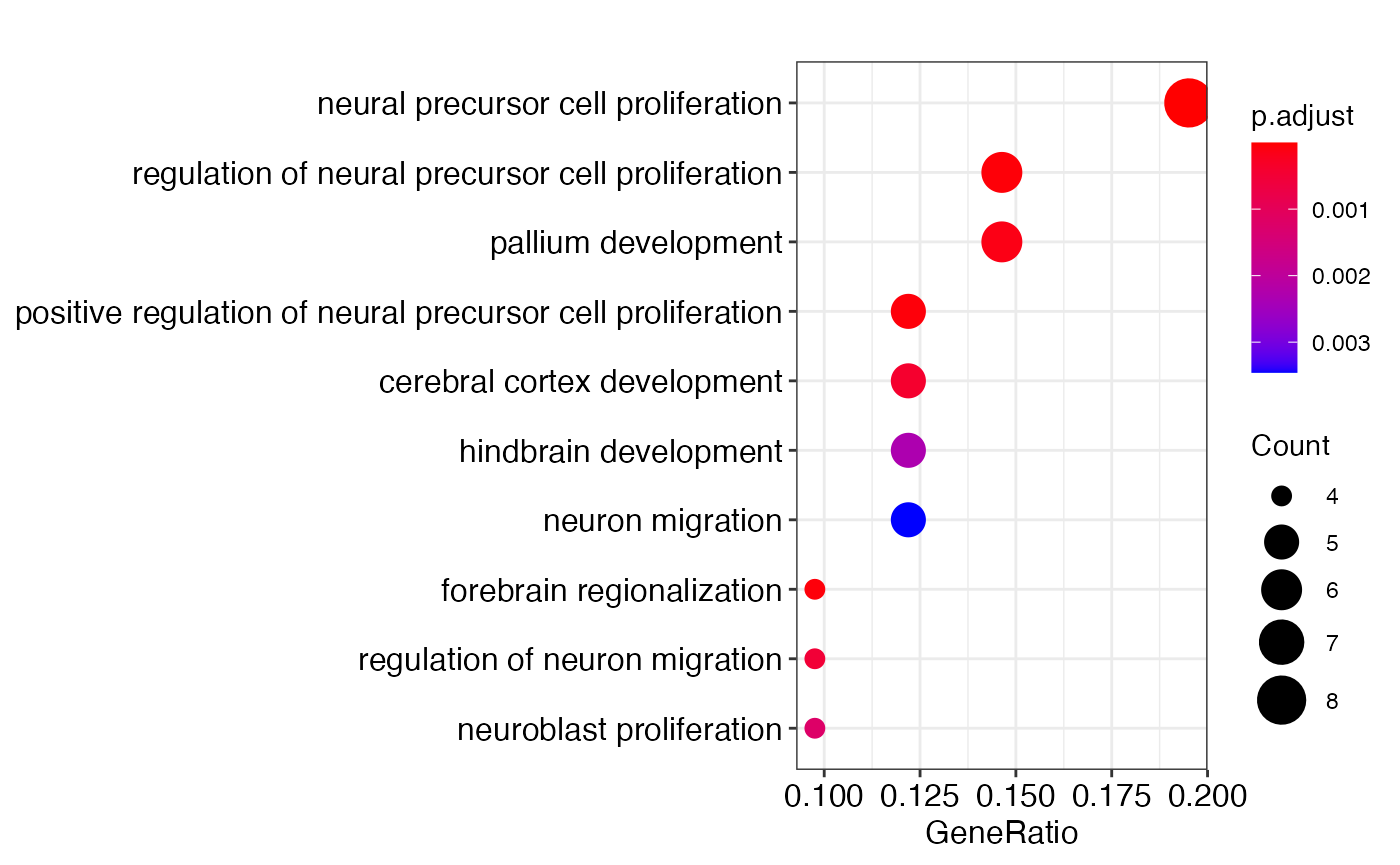 neural precursor cell proliferation
regulation of neural precursor cell proliferation
pallium development
positive regulation of neural precursor cell proliferation
cerebral cortex development
hindbrain development
neuron migration
forebrain regionalization
regulation of neuron migration
neuroblast proliferation
0.100 0.125 0.150 0.175 0.200
GeneRatio
p.adjust
0.001
0.002
0.003
Count
4
5
6
7
8